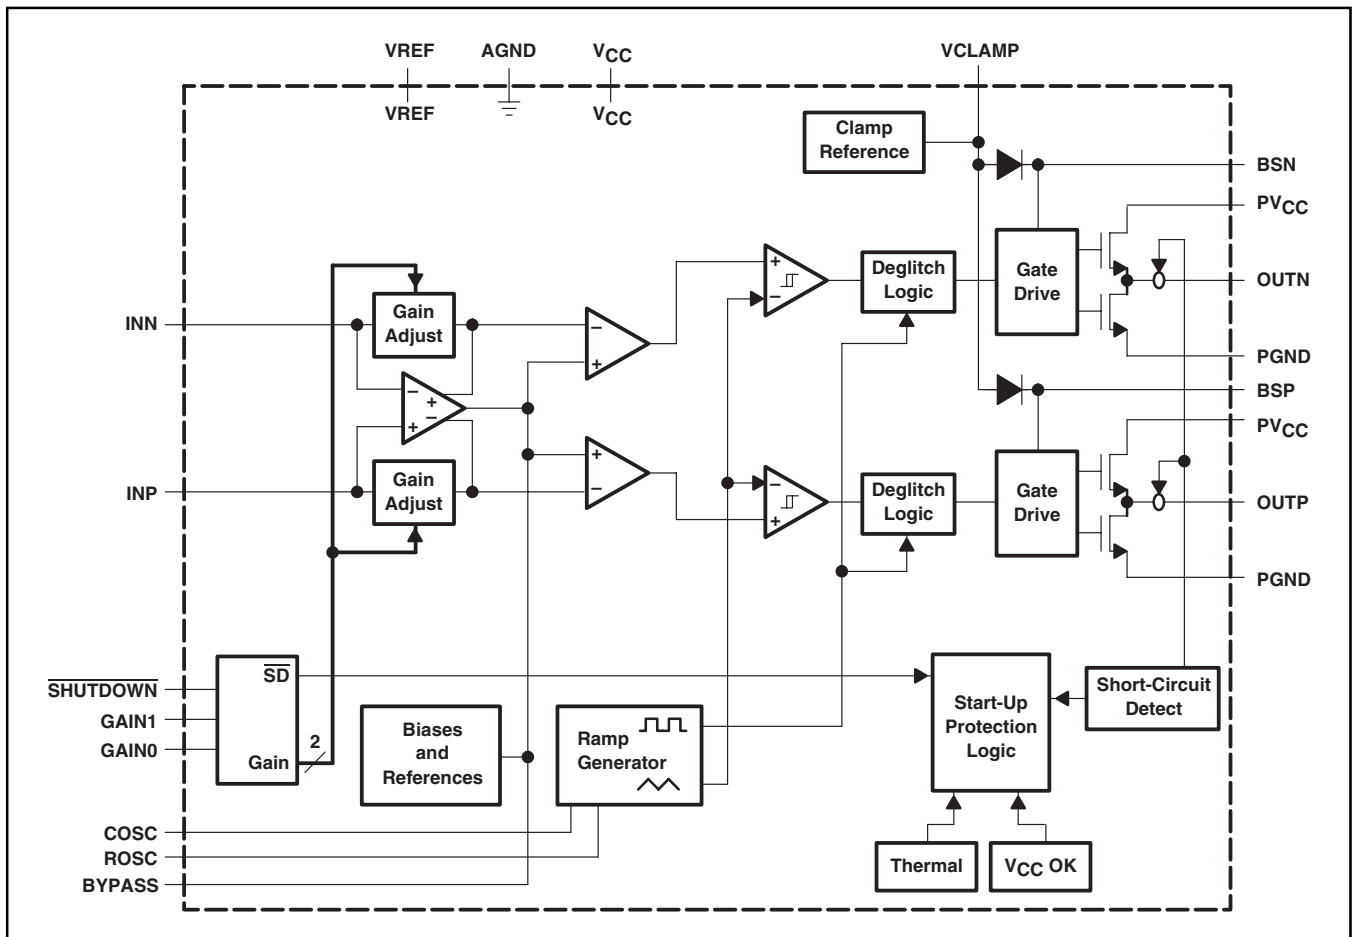 VREF AGND VCC VCLAMP
VREF VCC
Clamp
Reference
BSN
PVCC
Gain
Adjust
Deglitch
Logic
Gate
Drive
OUTN
INN
PGND
BSP
PVCC
INP
Gain
Adjust
Deglitch
Logic
Gate
Drive
OUTP
PGND
+
−
−
+
−
+
−
+
+
−
−
+
SHUTDOWN
GAIN1
GAIN0
SD
Gain
2
Biases
and
References
Ramp
Generator
Start-Up
Protection
Logic
Short-Circuit
Detect
COSC
ROSC
BYPASS
Thermal
VCC OK